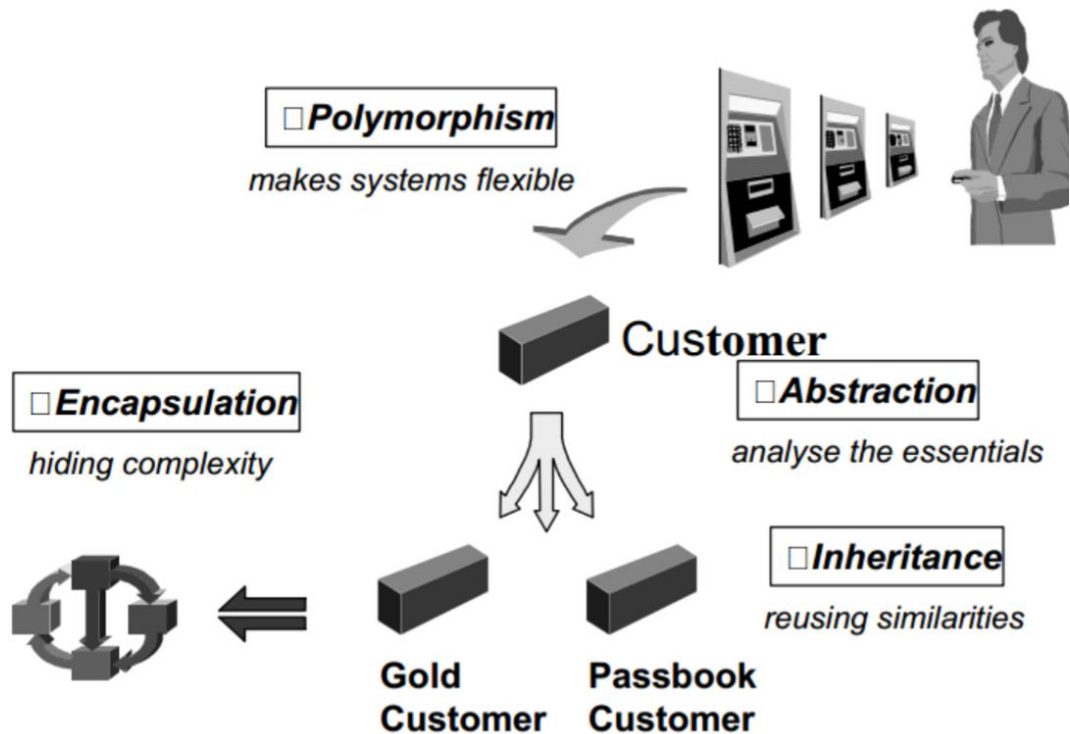 □Polymorphism
makes systems flexible
Customer
□Encapsulation
hiding complexity
□Abstraction
analyse the essentials
□Inheritance
reusing similarities
Gold
Customer
Passbook
Customer